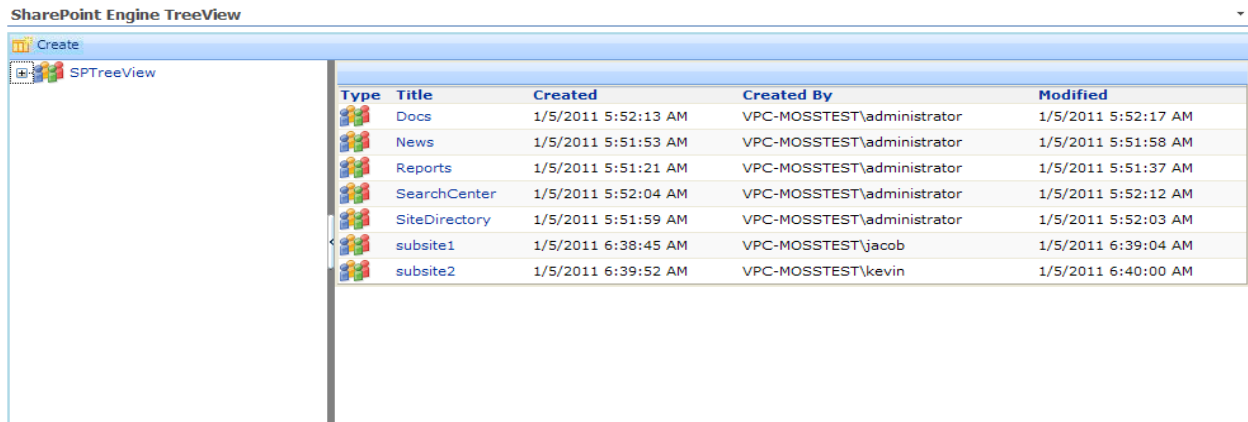 SharePoint Engine TreeView
Create
SPTreeView
Type Title Created Created By Modified
Docs 1/5/2011 5:52:13 AM VPC-MOSSTEST\administrator 1/5/2011 5:52:17 AM
News 1/5/2011 5:51:53 AM VPC-MOSSTEST\administrator 1/5/2011 5:51:58 AM
Reports 1/5/2011 5:51:21 AM VPC-MOSSTEST\administrator 1/5/2011 5:51:37 AM
SearchCenter 1/5/2011 5:52:04 AM VPC-MOSSTEST\administrator 1/5/2011 5:52:12 AM
SiteDirectory 1/5/2011 5:51:59 AM VPC-MOSSTEST\administrator 1/5/2011 5:52:03 AM
subsite1 1/5/2011 6:38:45 AM VPC-MOSSTEST\jacob 1/5/2011 6:39:04 AM
subsite2 1/5/2011 6:39:52 AM VPC-MOSSTEST\kevin 1/5/2011 6:40:00 AM